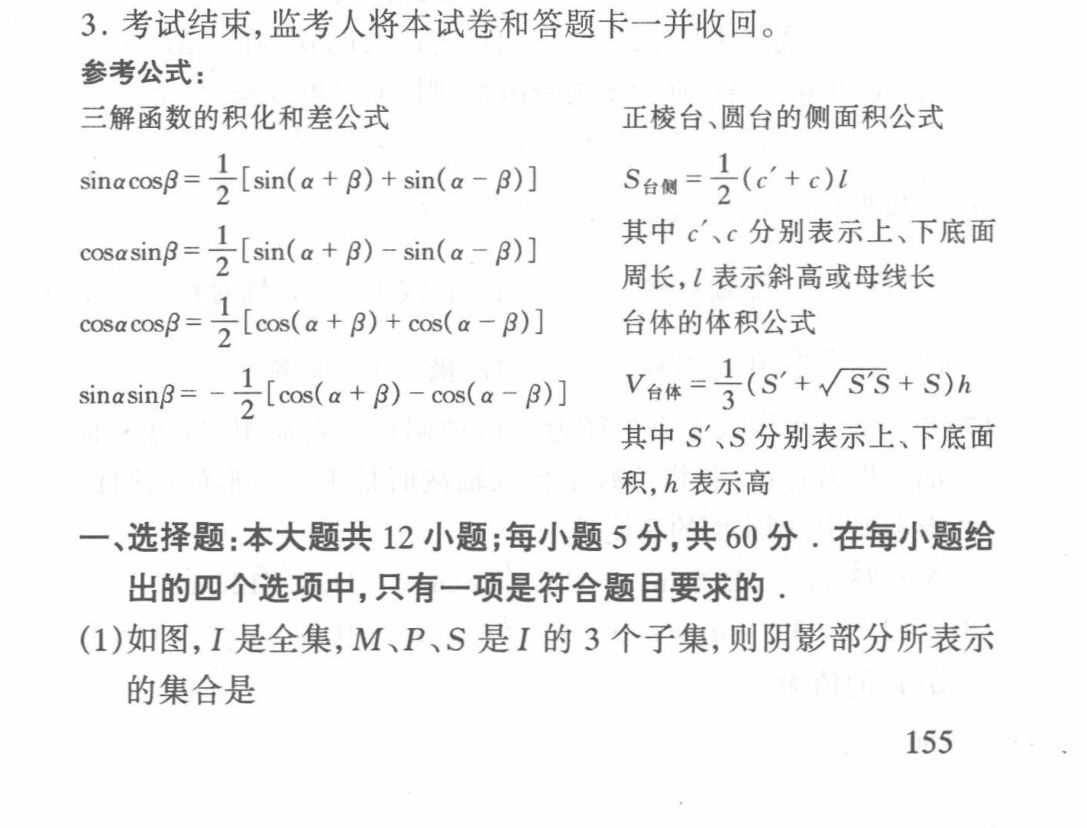 3. 考试结束,监考人将本试卷和答题卡一并收回。
参考公式:
三解函数的积化和差公式
sinαcosβ = 1/2[sin(α + β) + sin(α - β)]
cosαsinβ = 1/2[sin(α + β) - sin(α - β)]
cosαcosβ = 1/2[cos(α + β) + cos(α - β)]
sinαsinβ = - 1/2[cos(α + β) - cos(α - β)]
正棱台、圆台的侧面积公式
S台侧 = 1/2(c′ + c)l
其中 c′、c 分别表示上、下底面
周长, l 表示斜高或母线长
台体的体积公式
V台体 = 1/3(S′ + √S′S + S)h
其中 S′、S 分别表示上、下底面
积, h 表示高
一、选择题:本大题共 12 小题;每小题 5 分,共 60 分 . 在每小题给
出的四个选项中,只有一项是符合题目要求的 .
(1)如图, I 是全集, M、P、S 是 I 的 3 个子集,则阴影部分所表示
的集合是
155